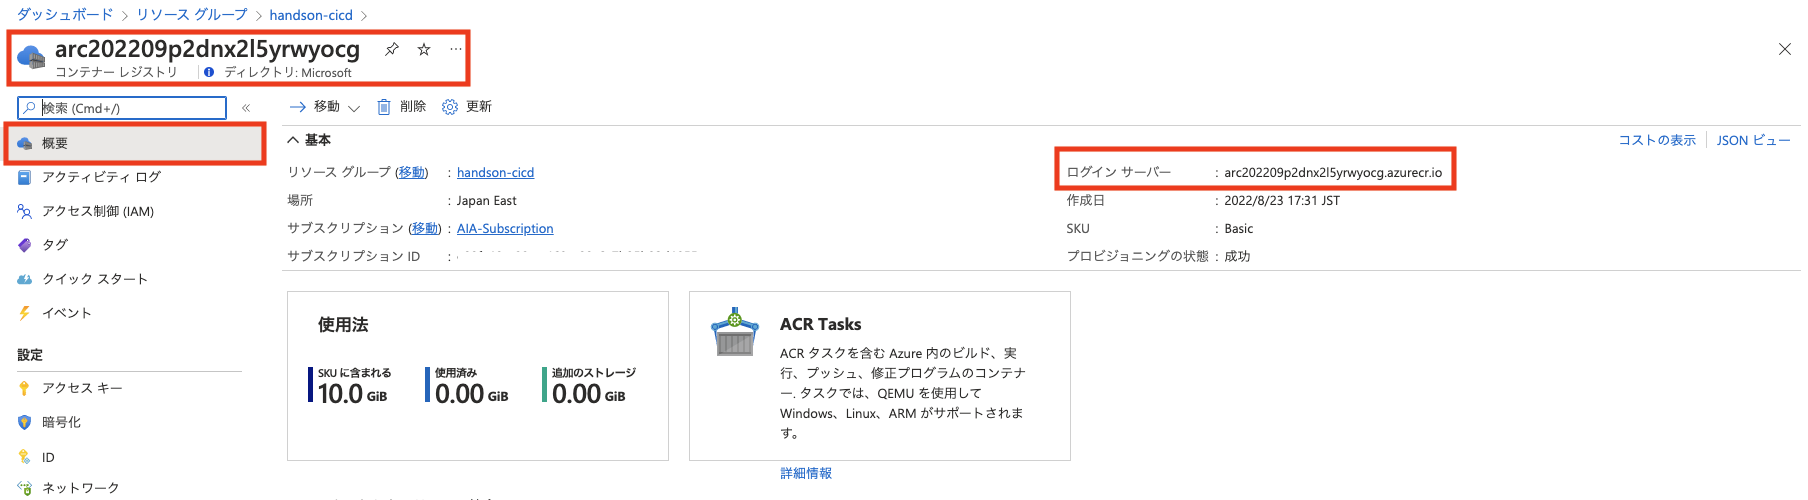 ダッシュボード > リソース グループ > handson-cicd >
arc202209p2dnx2l5yrwyocg ...
コンテナー レジストリ | ディレクトリ: Microsoft
検索 (Cmd+/) «
移動 削除 更新
概要
アクティビティ ログ
アクセス制御 (IAM)
タグ
クイック スタート
イベント
設定
アクセス キー
暗号化
ID
ネットワーク
基本
コストの表示 JSON ビュー
リソース グループ (移動) : handson-cicd
場所 : Japan East
サブスクリプション (移動) : AIA-Subscription
サブスクリプション ID :
ログイン サーバー : arc202209p2dnx2l5yrwyocg.azurecr.io
作成日 : 2022/8/23 17:31 JST
SKU : Basic
プロビジョニングの状態 : 成功
使用法
SKU に含まれる
10.0 GiB
使用済み
0.00 GiB
追加のストレージ
0.00 GiB
ACR Tasks
ACR タスクを含む Azure 内のビルド、実
行、プッシュ、修正プログラムのコンテナ
ー. タスクでは、QEMU を使用して
Windows、Linux、ARM がサポートされま
す。
詳細情報